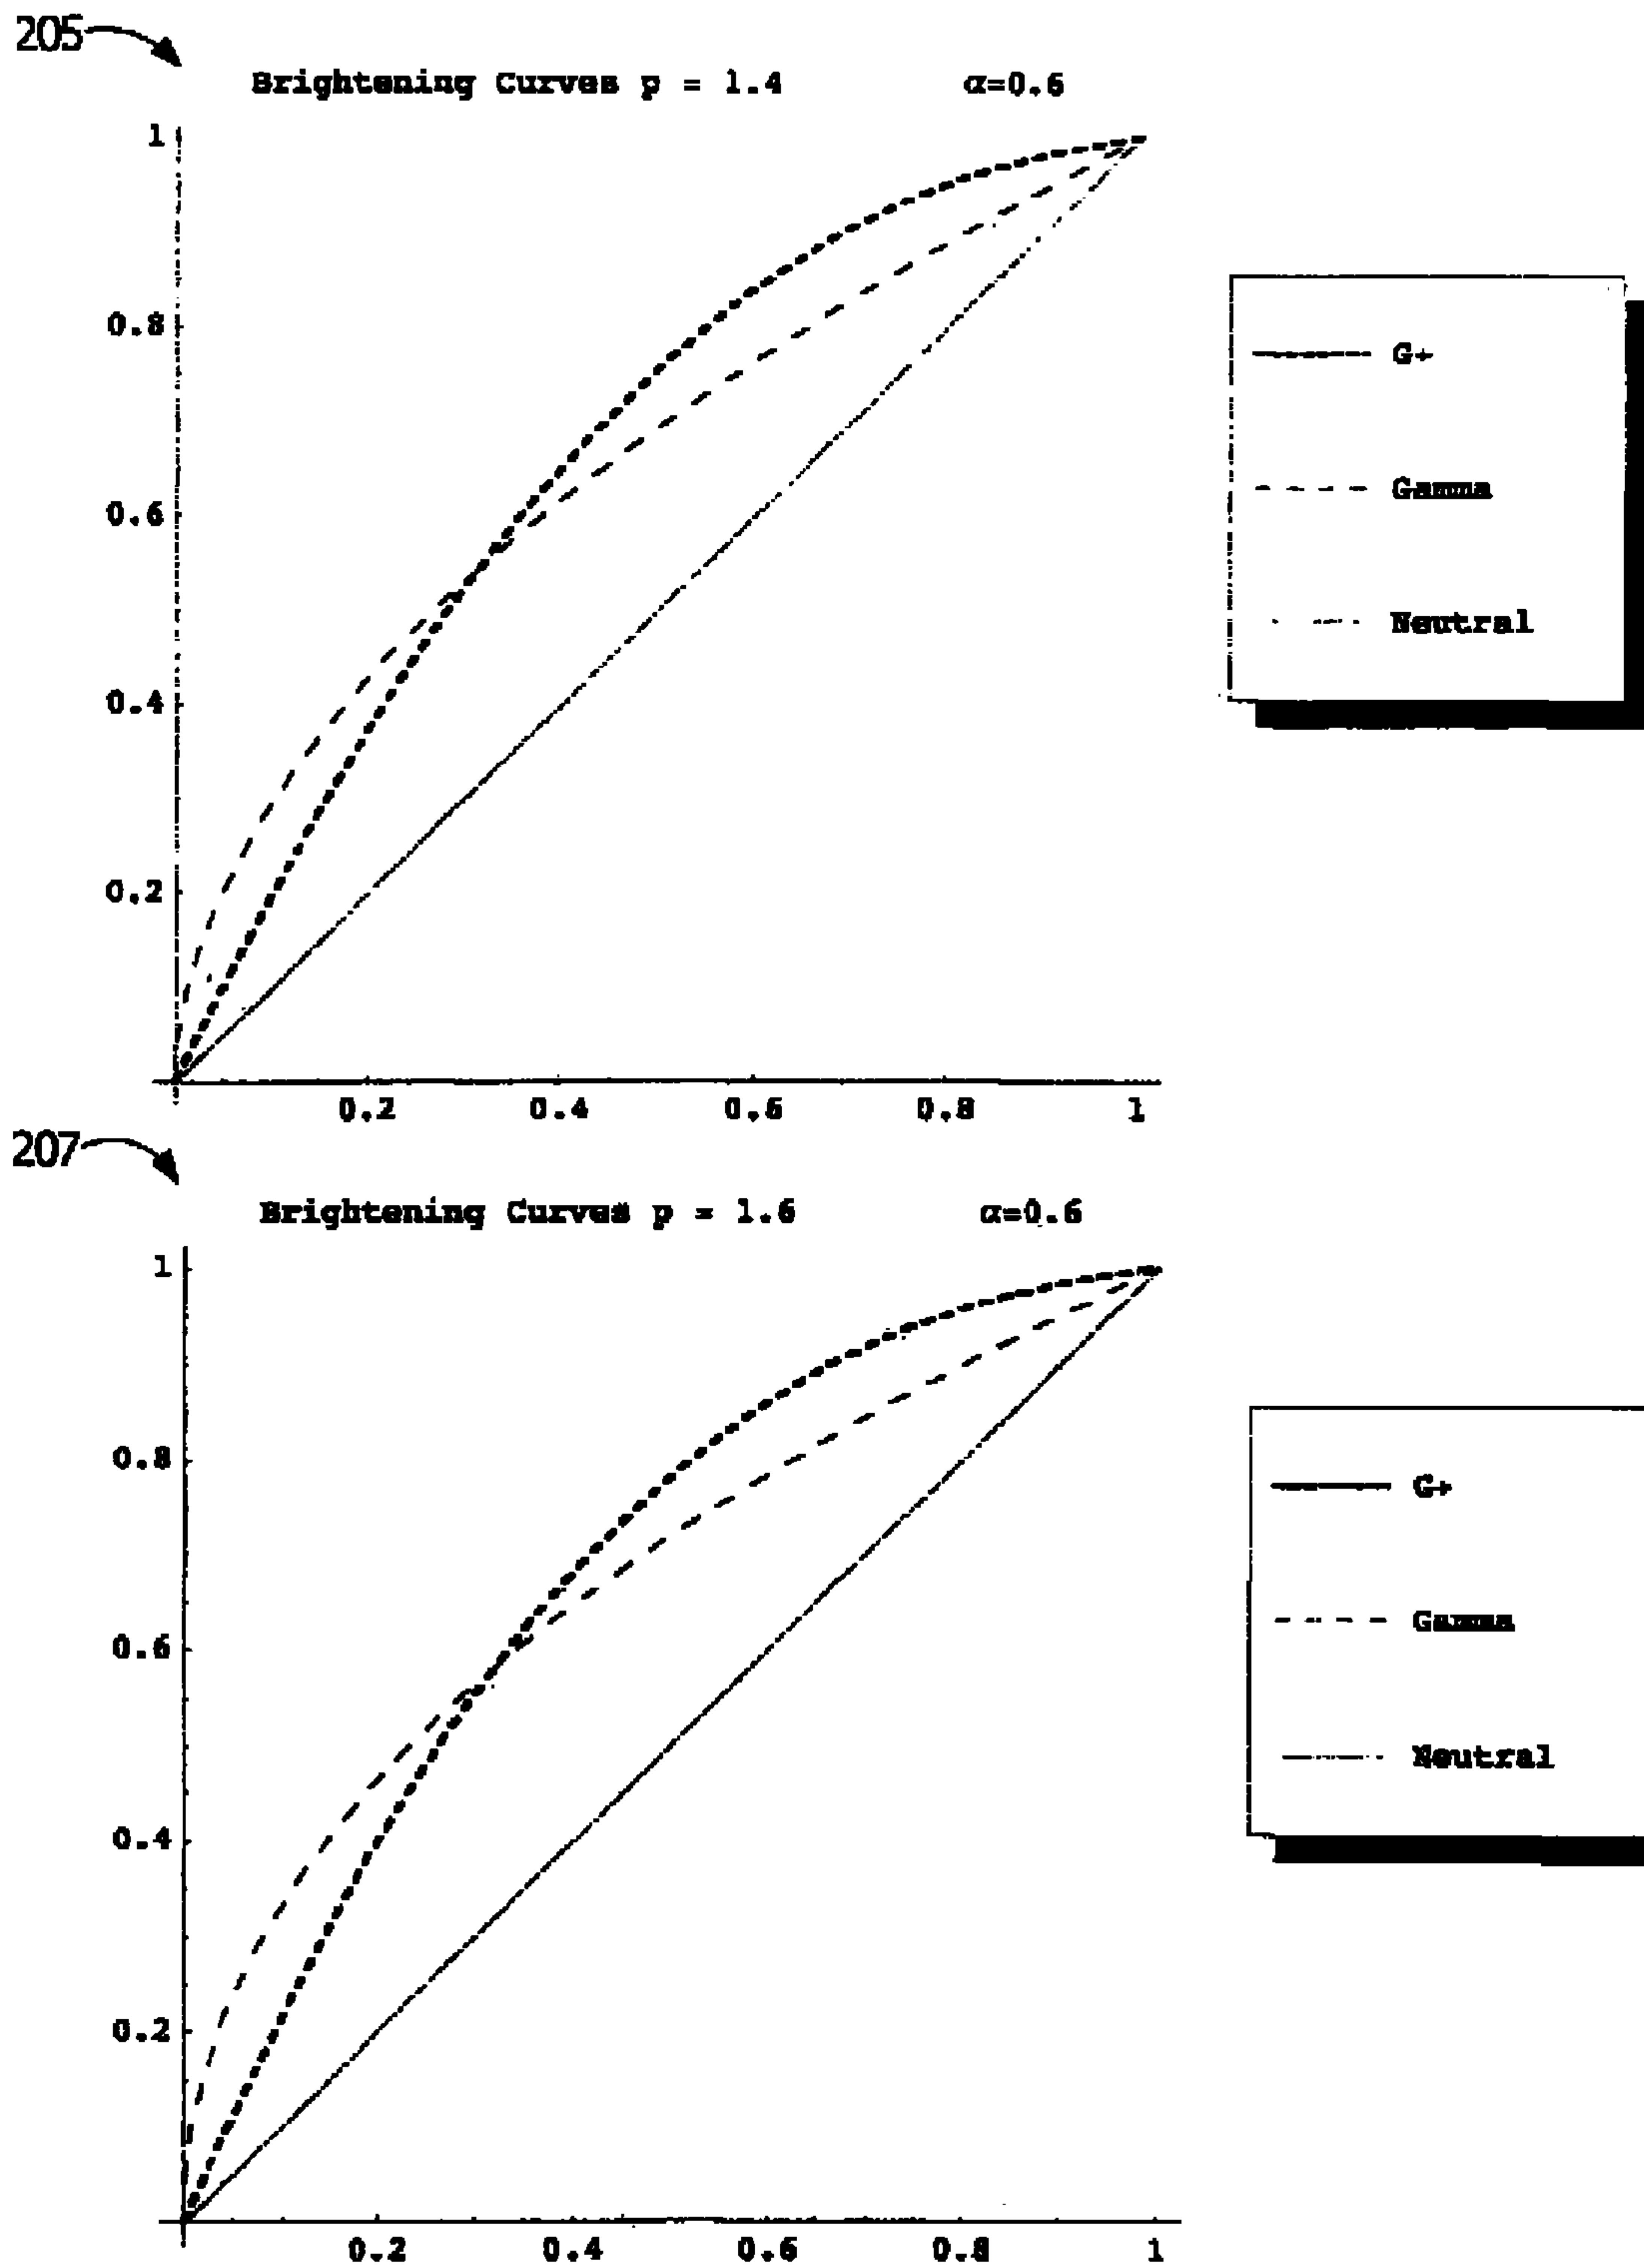 205
Brightening Curves p = 1.4 α=0.6
1
0.8
0.6
0.4
0.2
0.2 0.4 0.6 0.8 1
G+
Gamma
Neutral
207
Brightening Curves p = 1.6 α=0.6
1
0.8
0.6
0.4
0.2
0.2 0.4 0.6 0.8 1
G+
Gamma
Neutral